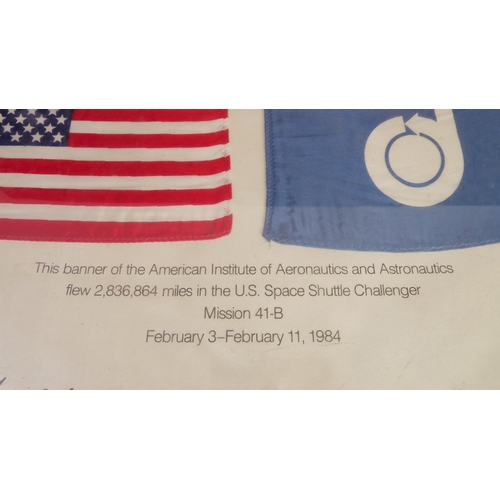 This banner of the American Institute of Aeronautics and Astronautics
flew 2,836,864 miles in the U.S. Space Shuttle Challenger
Mission 41-B
February 3–February 11, 1984